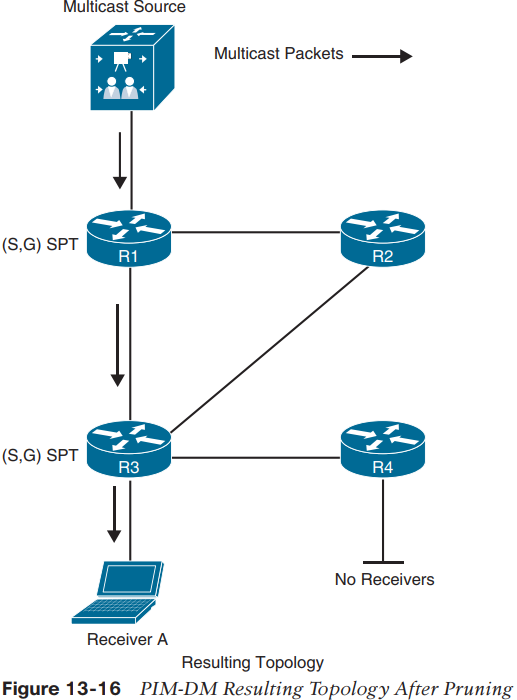 Multicast Source
Multicast Packets
(S,G) SPT
R1
R2
(S,G) SPT
R3
R4
No Receivers
Receiver A
Resulting Topology
Figure 13-16 PIM-DM Resulting Topology After Pruning